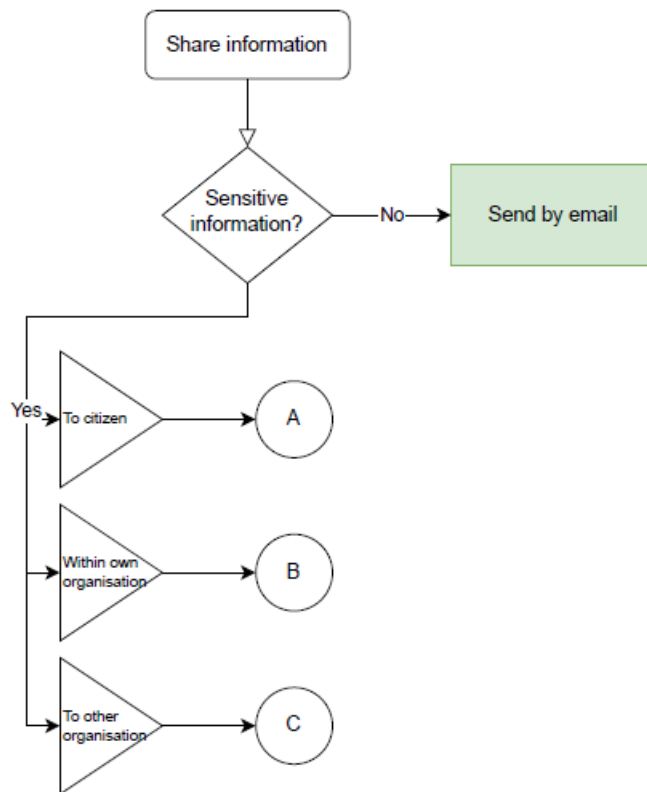 Share information
Sensitive
information?
No
Send by email
Yes
To citizen
A
Within own
organisation
B
To other
organisation
C